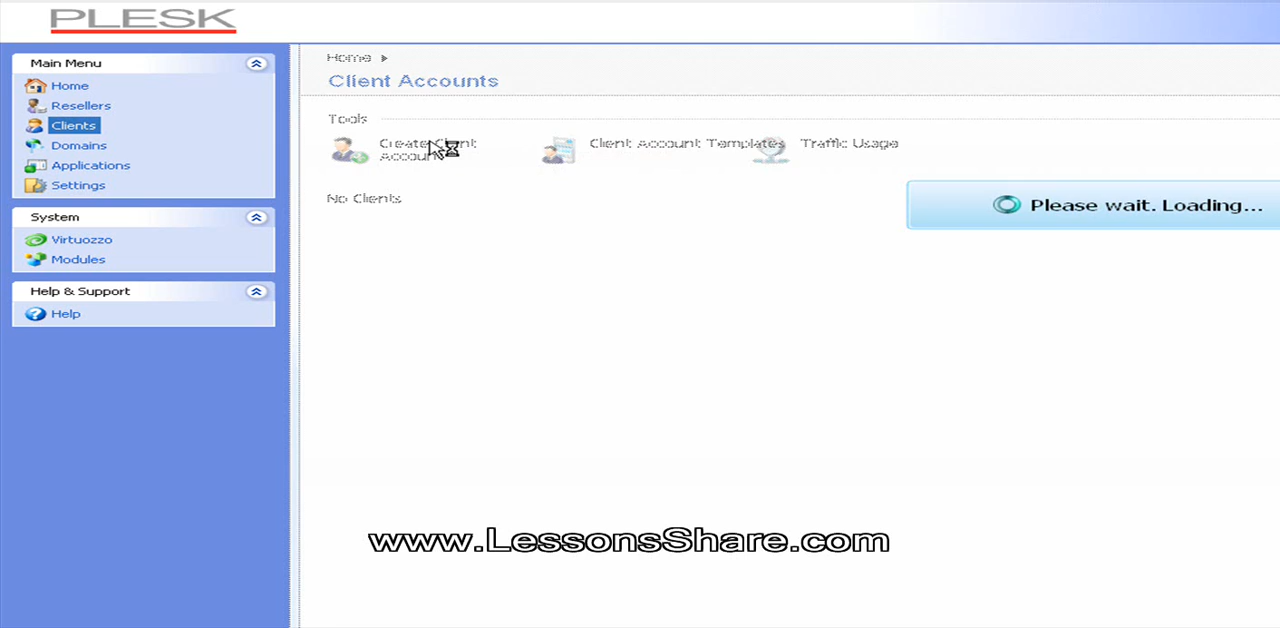 PLESK
Main Menu
Home
Resellers
Clients
Domains
Applications
Settings
System
Virtuozzo
Modules
Help & Support
Help
Home
Client Accounts
Tools
Create Client
Account
Client Account Templates
Traffic Usage
No Clients
Please wait. Loading...
www.LessonsShare.com